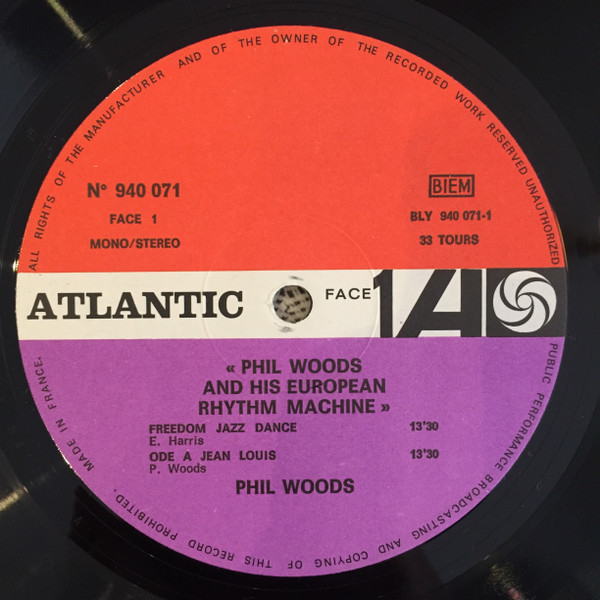 ALL RIGHTS OF THE MANUFACTURER AND OF THE OWNER OF THE RECORDED WORK RESERVED UNAUTHORIZED
N° 940 071
BIEM
FACE 1
BLY 940 071-1
MONO/STEREO
33 TOURS
ATLANTIC
FACE 1
A
« PHIL WOODS
AND HIS EUROPEAN
RHYTHM MACHINE »
FREEDOM JAZZ DANCE 13'30
E. Harris
ODE A JEAN LOUIS 13'30
P. Woods
PHIL WOODS
PUBLIC PERFORMANCE BROADCASTING AND COPYING OF THIS RECORD PROHIBITED.
MADE IN FRANCE.